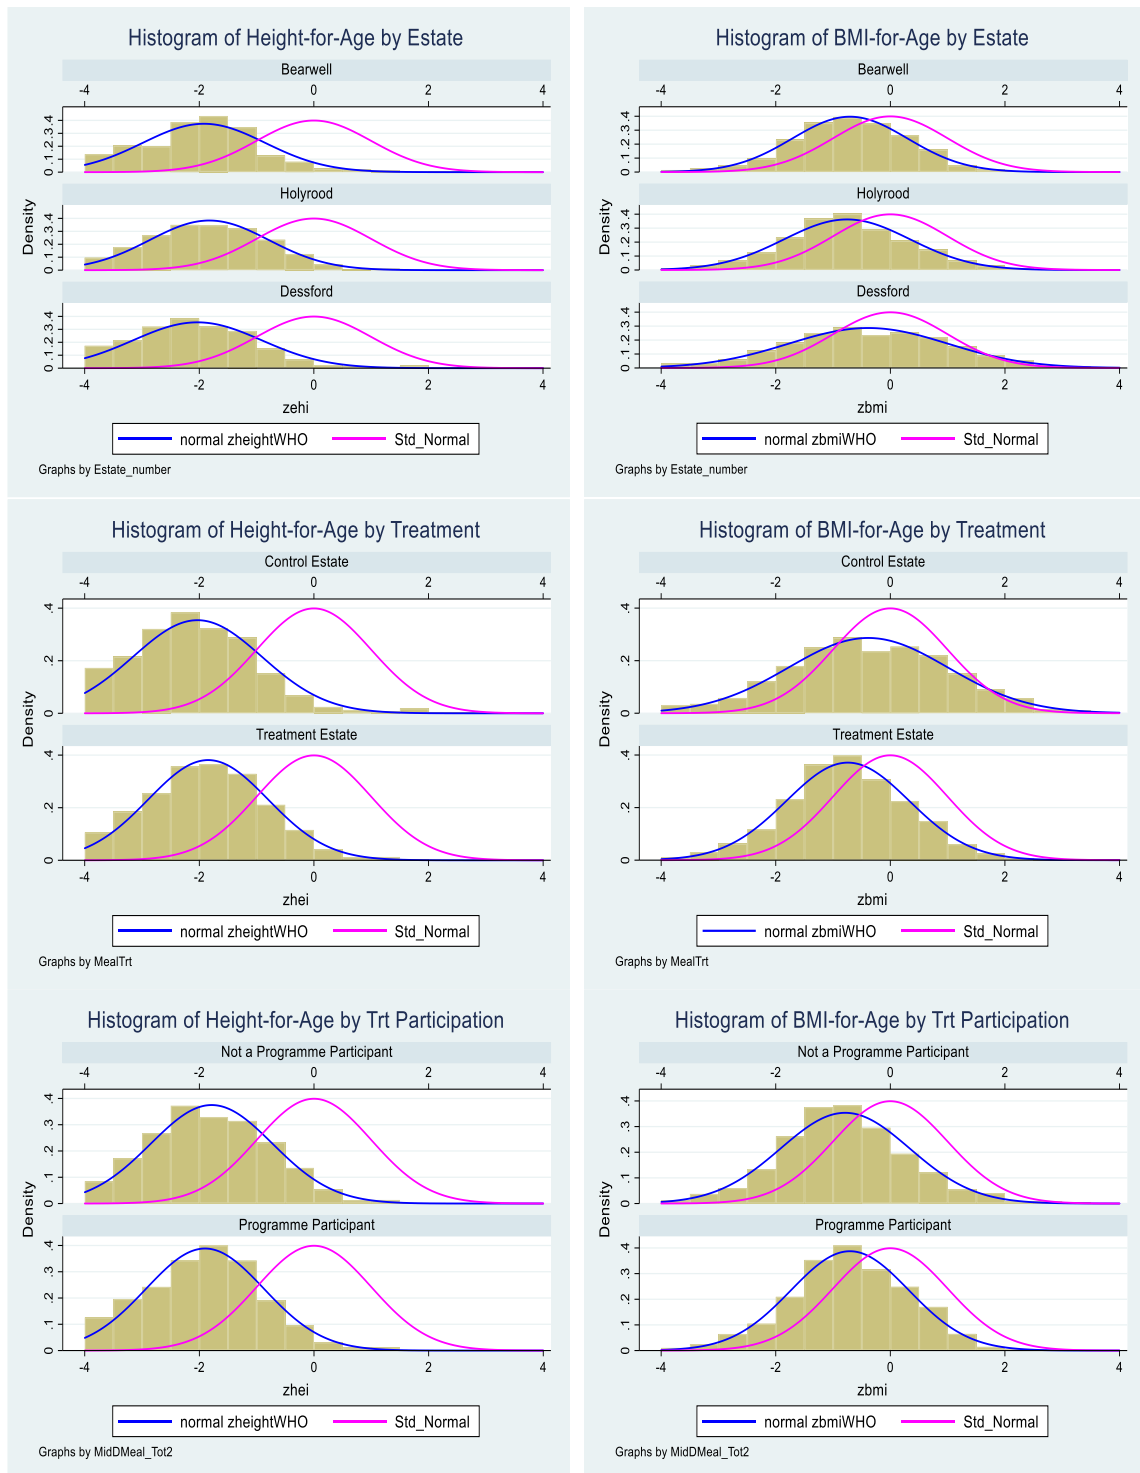 Histogram of Height-for-Age by Estate
Bearwell
-4 -2 0 2 4
0 .1 .2 .3 .4
Holyrood
0 .1 .2 .3 .4
Density
Dessford
0 .1 .2 .3 .4
-4 -2 0 2 4
zehi
normal zheightWHO Std_Normal
Graphs by Estate_number
Histogram of BMI-for-Age by Estate
Bearwell
-4 -2 0 2 4
0 .1 .2 .3 .4
Holyrood
0 .1 .2 .3 .4
Density
Dessford
0 .1 .2 .3 .4
-4 -2 0 2 4
zbmi
normal zbmiWHO Std_Normal
Graphs by Estate_number
Histogram of Height-for-Age by Treatment
Control Estate
-4 -2 0 2 4
0 .2 .4
Density
Treatment Estate
0 .2 .4
-4 -2 0 2 4
zhei
normal zheightWHO Std_Normal
Graphs by MealTrt
Histogram of BMI-for-Age by Treatment
Control Estate
-4 -2 0 2 4
0 .2 .4
Density
Treatment Estate
0 .2 .4
-4 -2 0 2 4
zbmi
normal zbmiWHO Std_Normal
Graphs by MealTrt
Histogram of Height-for-Age by Trt Participation
Not a Programme Participant
-4 -2 0 2 4
0 .1 .2 .3 .4
Density
Programme Participant
0 .1 .2 .3 .4
-4 -2 0 2 4
zhei
normal zheightWHO Std_Normal
Graphs by MidDMeal_Tot2
Histogram of BMI-for-Age by Trt Participation
Not a Programme Participant
-4 -2 0 2 4
0 .1 .2 .3 .4
Density
Programme Participant
0 .1 .2 .3 .4
-4 -2 0 2 4
zbmi
normal zbmiWHO Std_Normal
Graphs by MidDMeal_Tot2